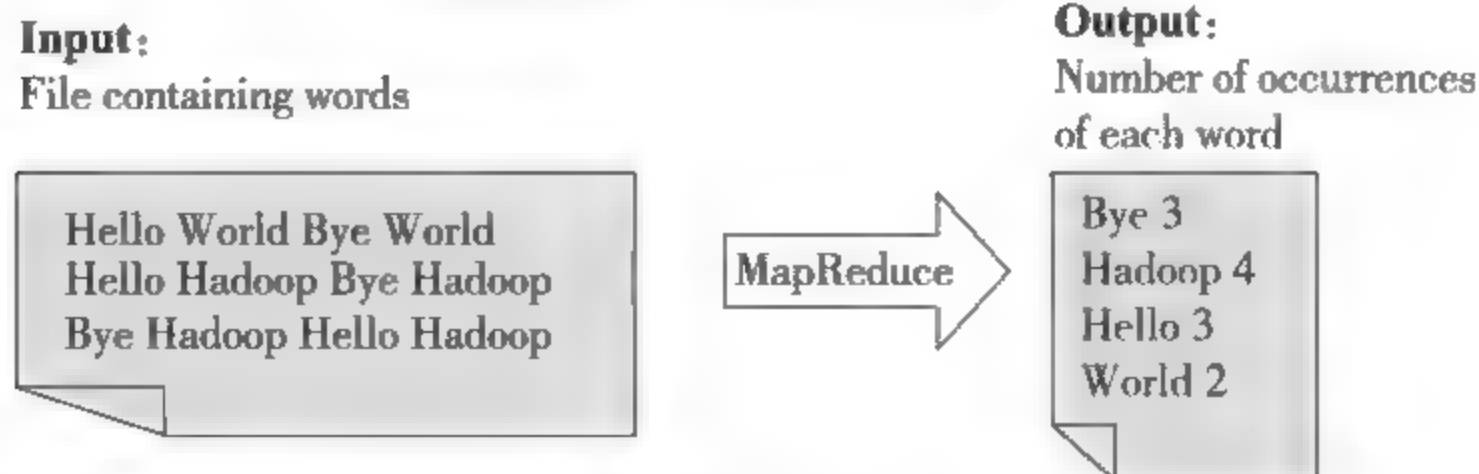 Input:
File containing words
Hello World Bye World
Hello Hadoop Bye Hadoop
Bye Hadoop Hello Hadoop
MapReduce
Output:
Number of occurrences
of each word
Bye 3
Hadoop 4
Hello 3
World 2